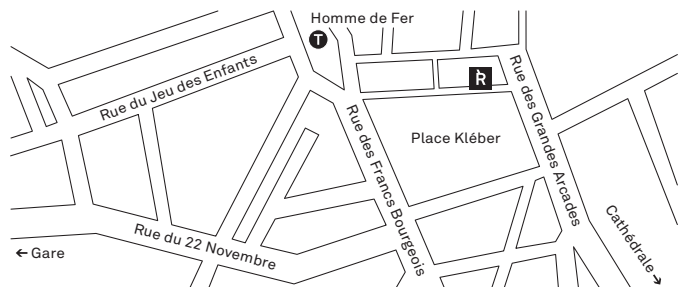 Homme de Fer
T
Rue du Jeu des Enfants
R
Rue des Grandes Arcades
Rue des Francs Bourgeois
Place Kléber
Rue du 22 Novembre
Cathédrale →
← Gare